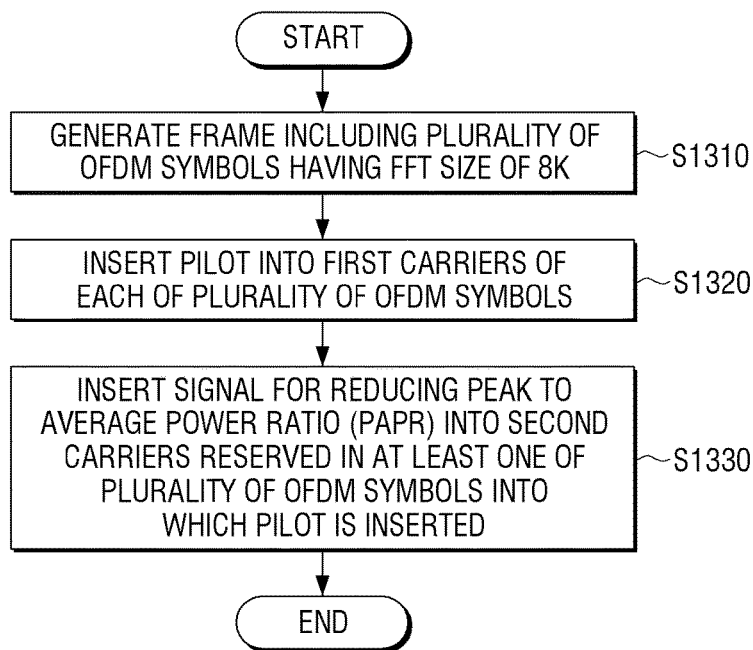 START
GENERATE FRAME INCLUDING PLURALITY OF
OFDM SYMBOLS HAVING FFT SIZE OF 8K
S1310
INSERT PILOT INTO FIRST CARRIERS OF
EACH OF PLURALITY OF OFDM SYMBOLS
S1320
INSERT SIGNAL FOR REDUCING PEAK TO
AVERAGE POWER RATIO (PAPR) INTO SECOND
CARRIERS RESERVED IN AT LEAST ONE OF
PLURALITY OF OFDM SYMBOLS INTO
WHICH PILOT IS INSERTED
S1330
END